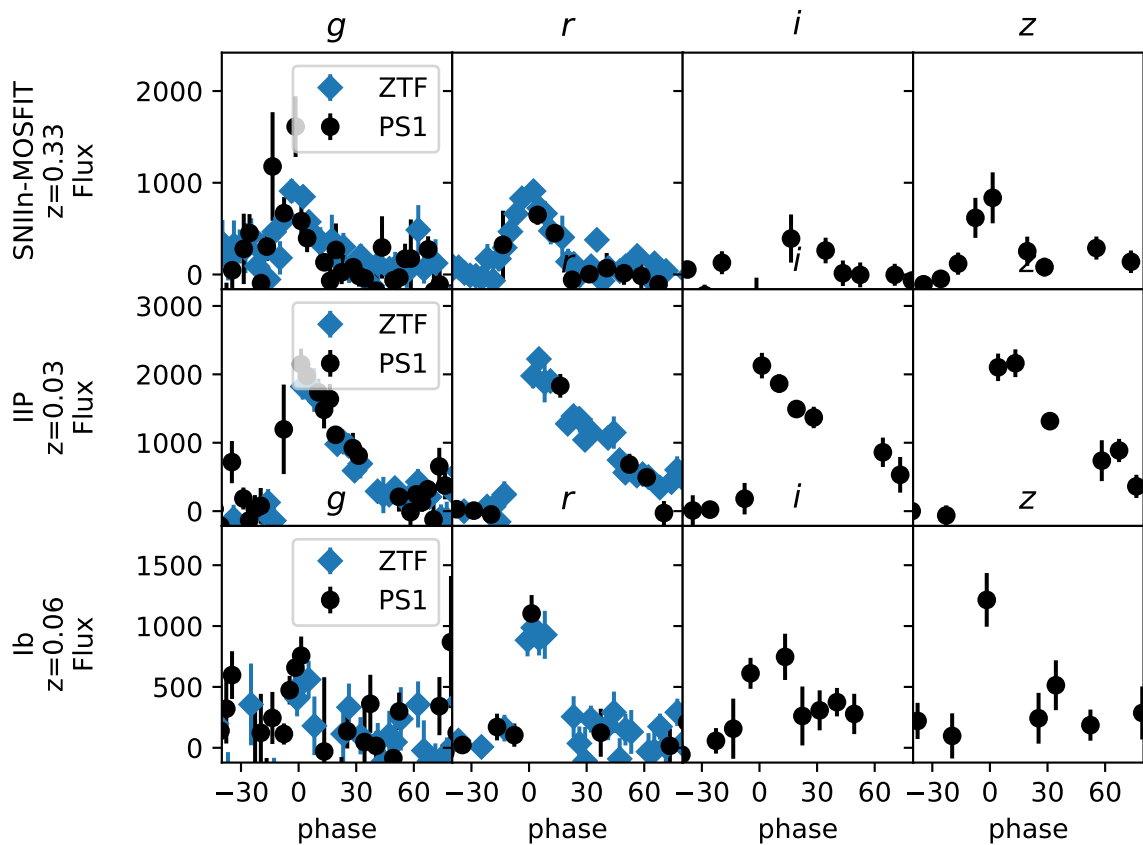 g r i z
SNIIn-MOSFIT
z=0.33
Flux
2000
1000
0
ZTF
PS1
r i z
IIP
z=0.03
Flux
3000
2000
1000
0
ZTF
PS1
g r i z
Ib
z=0.06
Flux
1500
1000
500
0
ZTF
PS1
−30 0 30 60 −30 0 30 60 −30 0 30 60 −30 0 30 60
phase phase phase phase